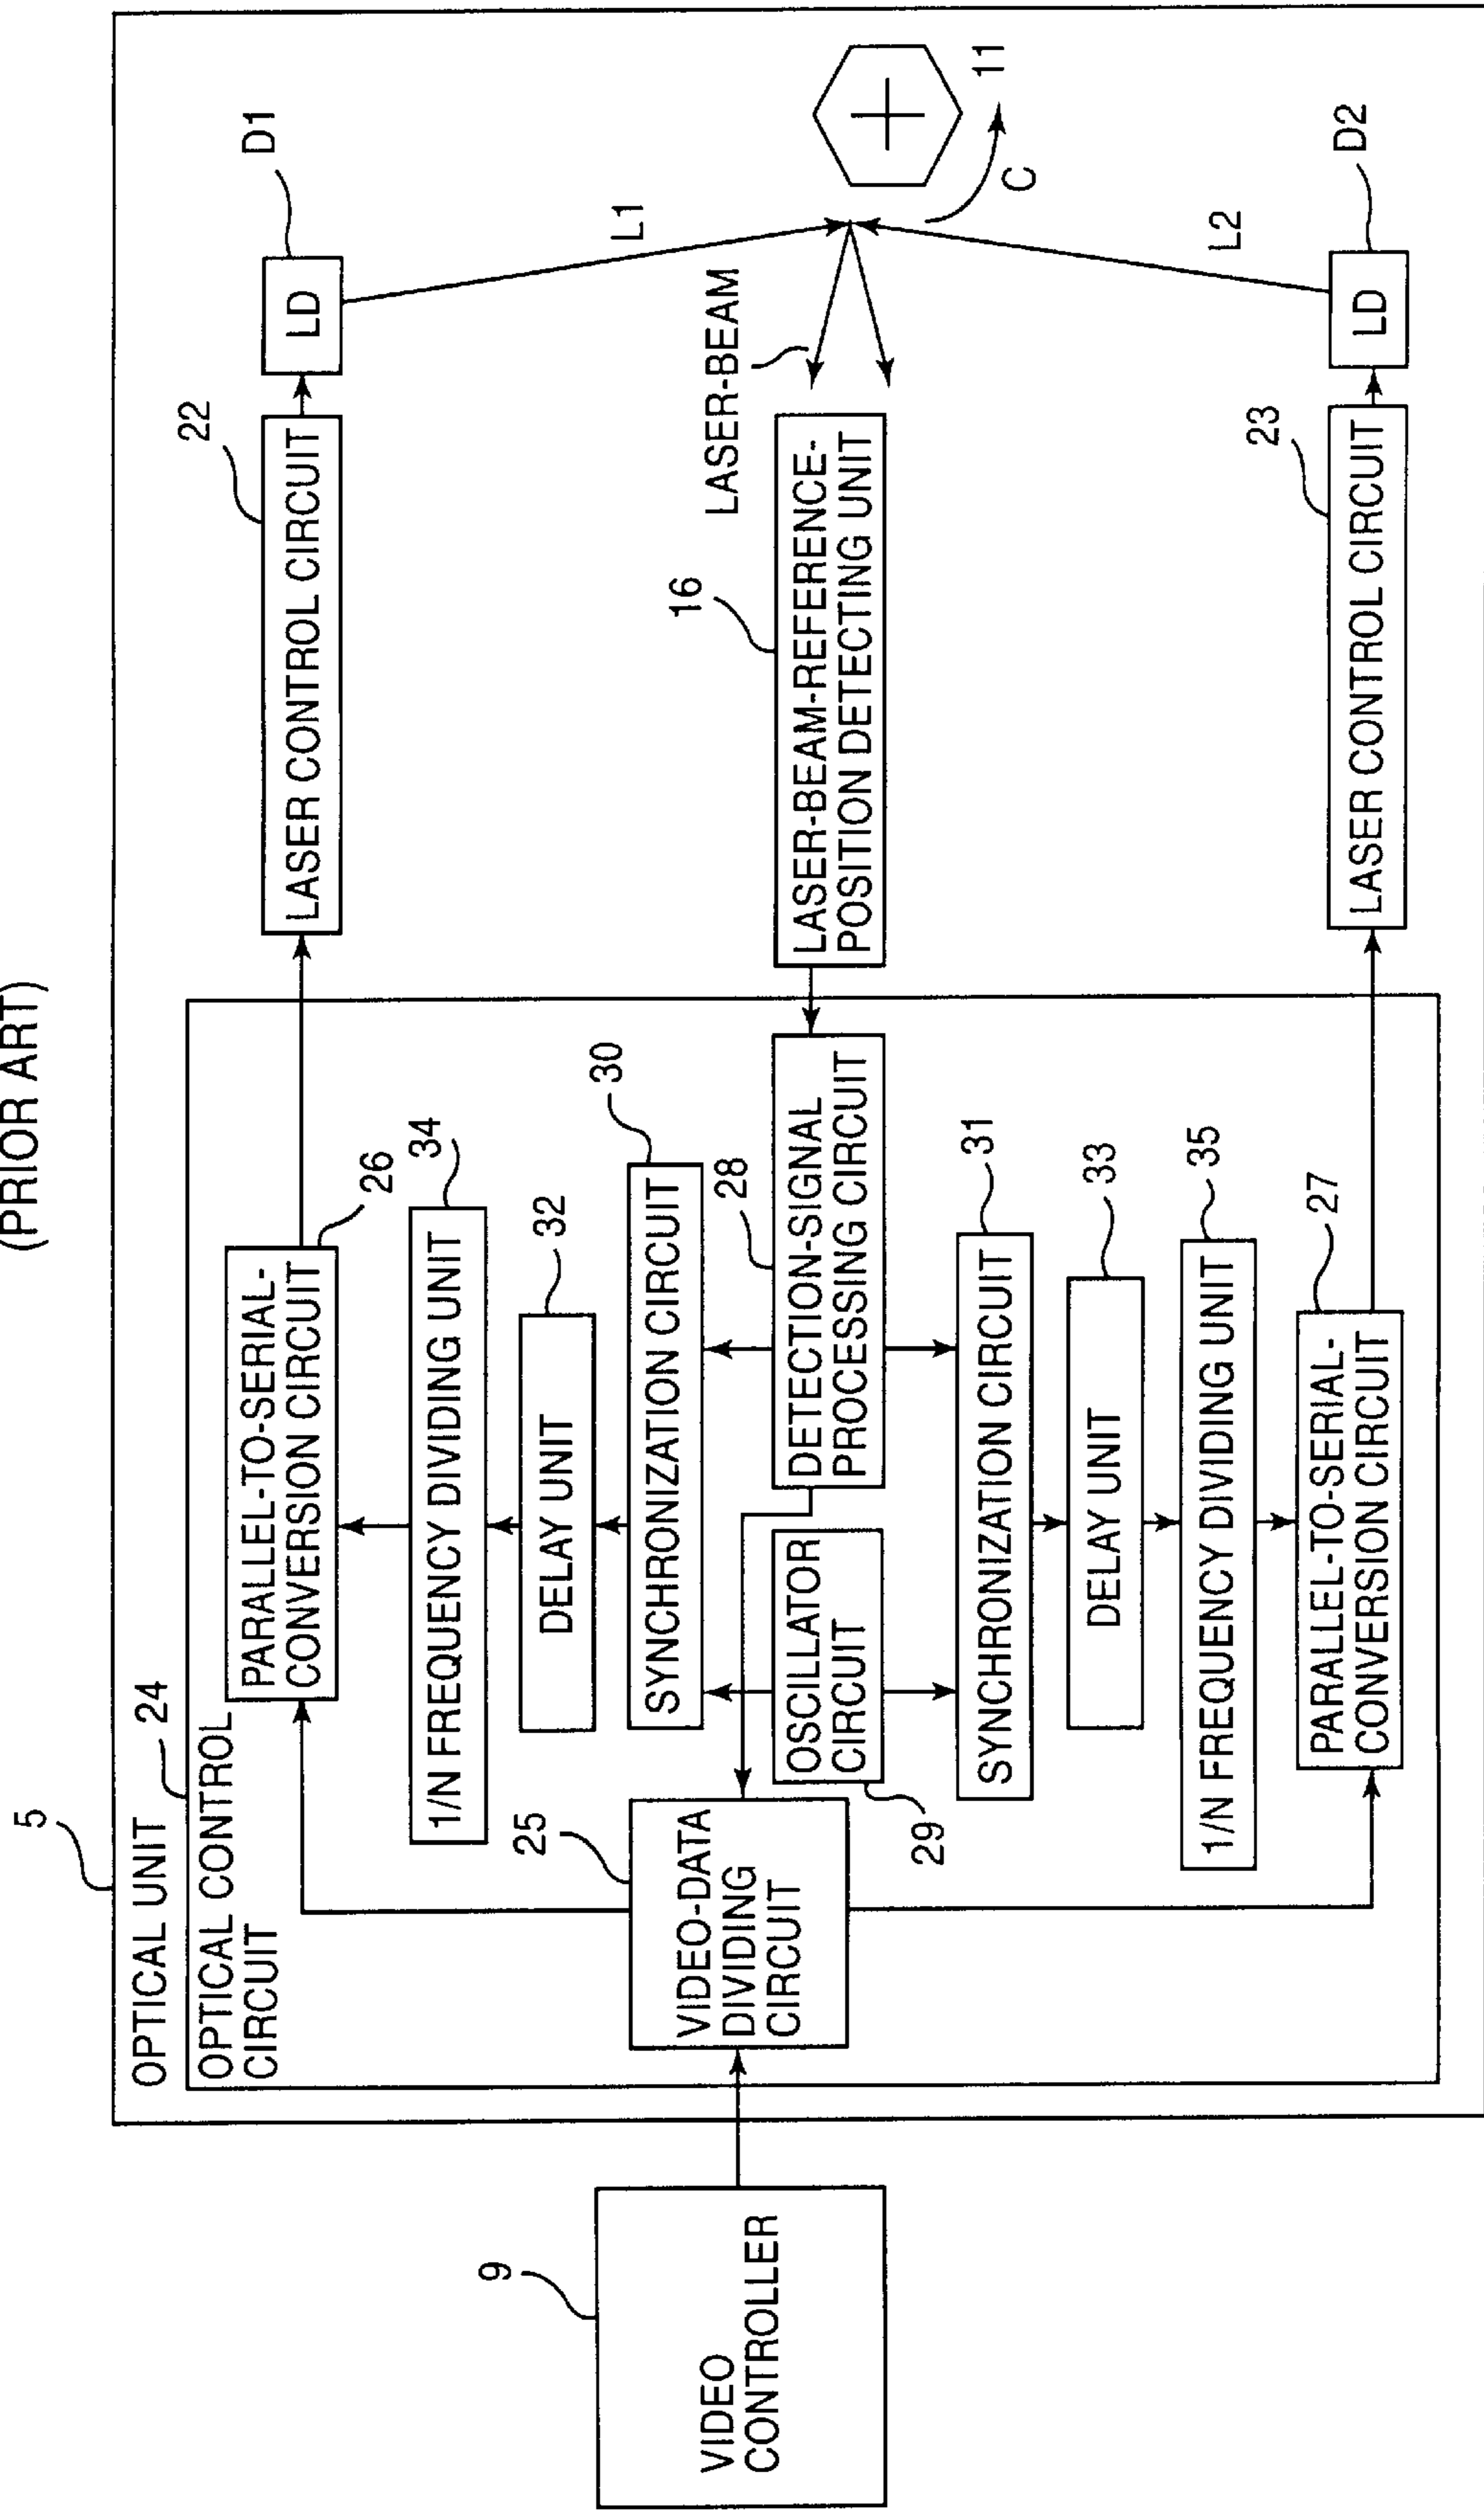 (PRIOR ART)
5
OPTICAL UNIT
24
OPTICAL CONTROL
CIRCUIT
9
VIDEO
CONTROLLER
25
VIDEO-DATA
DIVIDING
CIRCUIT
PARALLEL-TO-SERIAL-
CONVERSION CIRCUIT
26
1/N FREQUENCY DIVIDING UNIT
34
DELAY UNIT
32
SYNCHRONIZATION CIRCUIT
30
OSCILLATOR
CIRCUIT
29
DETECTION-SIGNAL
PROCESSING CIRCUIT
28
SYNCHRONIZATION CIRCUIT
31
DELAY UNIT
33
1/N FREQUENCY DIVIDING UNIT
35
PARALLEL-TO-SERIAL-
CONVERSION CIRCUIT
27
LASER CONTROL CIRCUIT
22
LD
D1
L1
LASER-BEAM
16
LASER-BEAM-REFERENCE-
POSITION DETECTING UNIT
11
C
L2
LASER CONTROL CIRCUIT
23
LD
D2